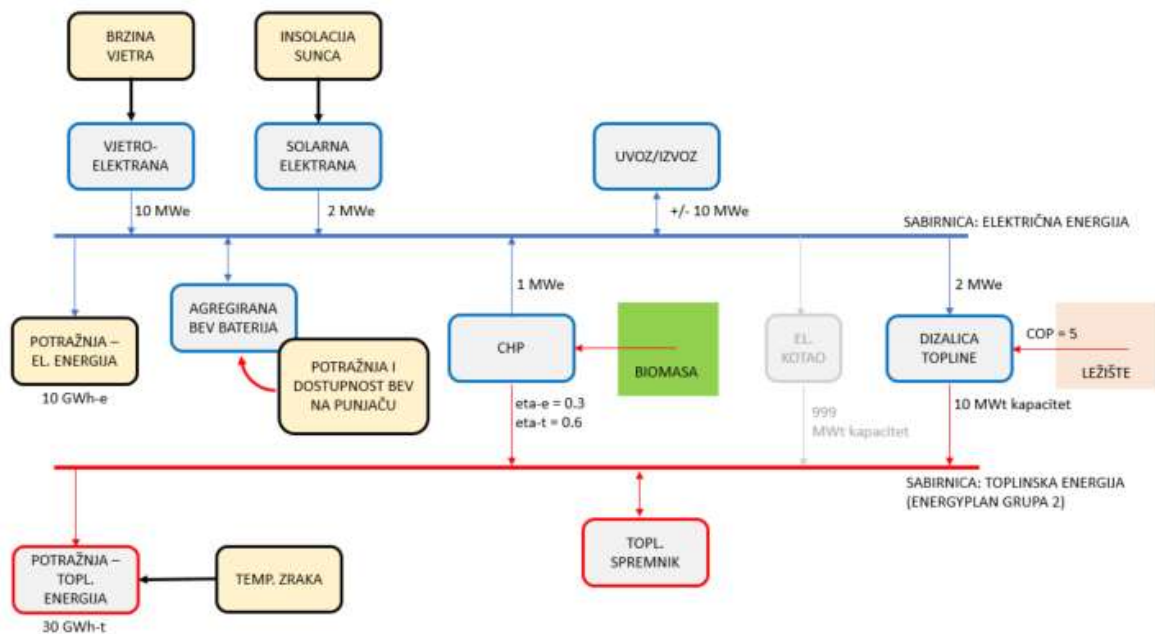 BRZINA
VJETRA
INSOLACIJA
SUNCA
VJETRO-
ELEKTRANA
SOLARNA
ELEKTRANA
UVOZ/IZVOZ
10 MWe
2 MWe
+/- 10 MWe
SABIRNICA: ELEKTRIČNA ENERGIJA
1 MWe
2 MWe
POTRAŽNJA –
EL. ENERGIJA
10 GWh-e
AGREGIRANA
BEV BATERIJA
POTRAŽNJA I
DOSTUPNOST BEV
NA PUNJAČU
CHP
BIOMASA
EL.
KOTAO
DIZALICA
TOPLINE
COP = 5
LEŽIŠTE
eta-e = 0.3
eta-t = 0.6
999
MWt kapacitet
10 MWt kapacitet
SABIRNICA: TOPLINSKA ENERGIJA
(ENERGYPLAN GRUPA 2)
POTRAŽNJA –
TOPL.
ENERGIJA
30 GWh-t
TEMP. ZRAKA
TOPL.
SPREMNIK